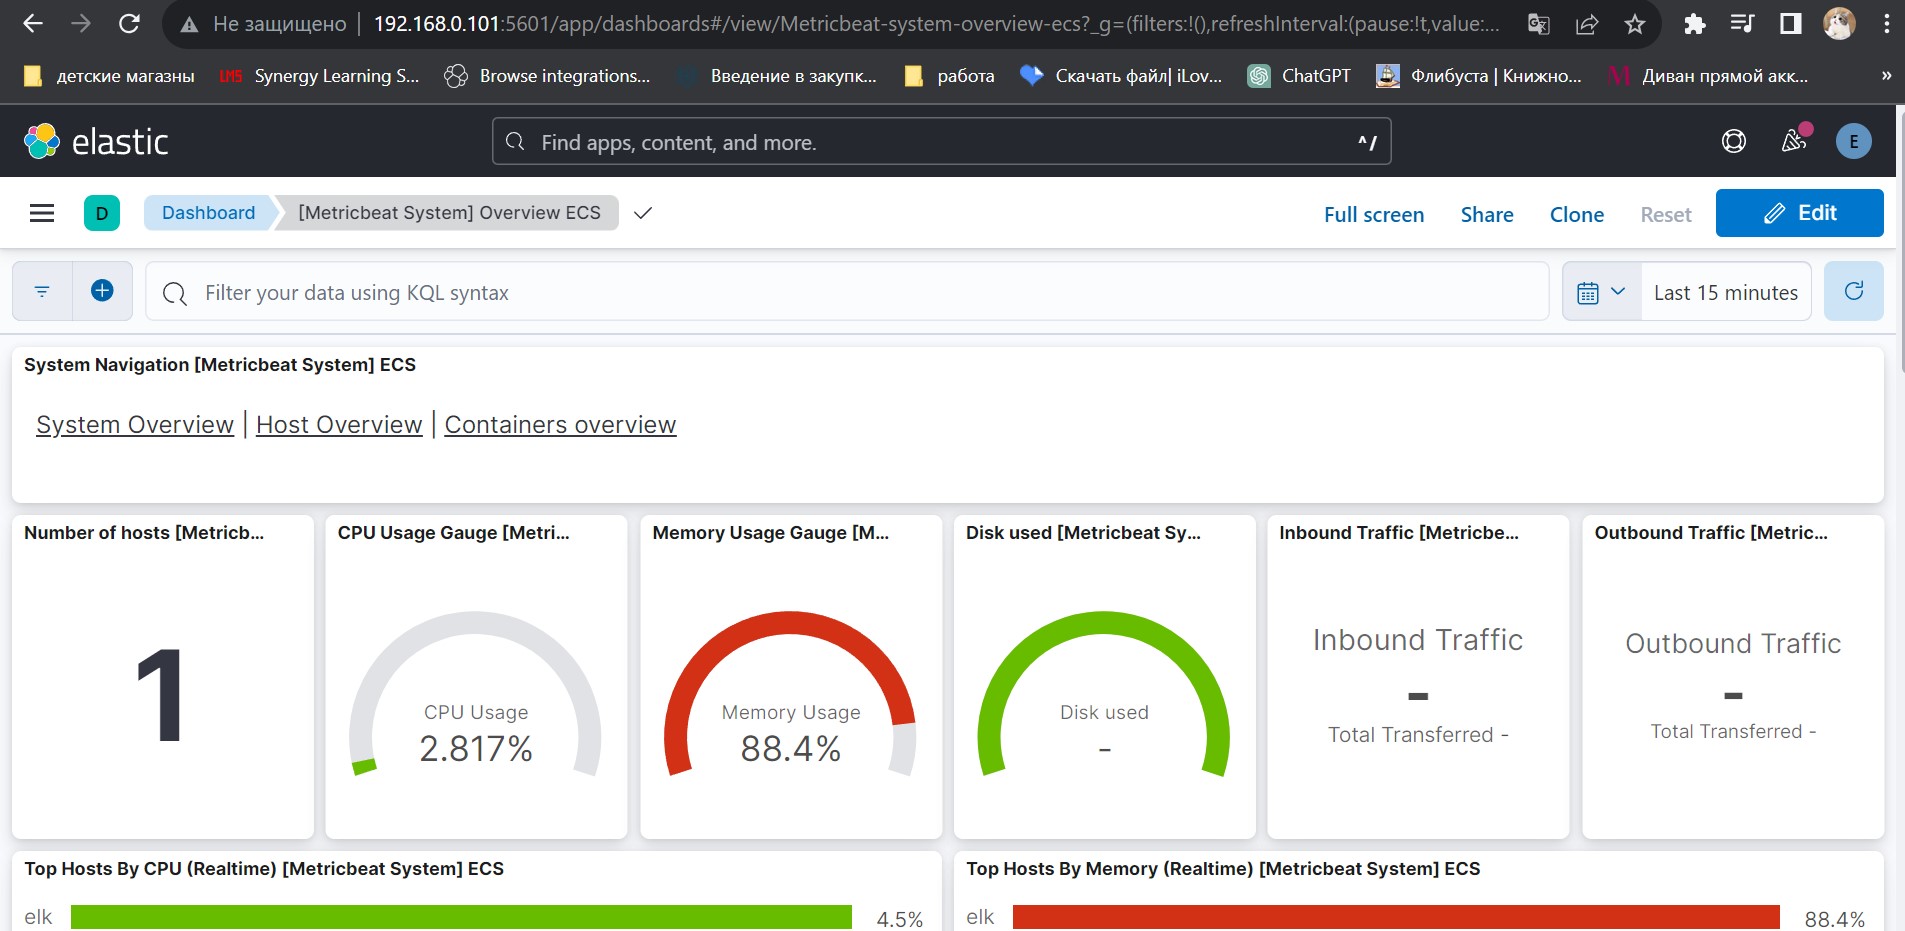 Не защищено 192.168.0.101:5601/app/dashboards#/view/Metricbeat-system-overview-ecs?_g=(filters:!(),refreshInterval:(pause:!t,value:...
детские магазны LMS Synergy Learning S... Browse integrations... Введение в закупк... работа Скачать файл| iLov... ChatGPT Флибуста | Книжно... M Диван прямой акк... »
elastic Find apps, content, and more. ^/ E
D Dashboard [Metricbeat System] Overview ECS Full screen Share Clone Reset Edit
Filter your data using KQL syntax Last 15 minutes
System Navigation [Metricbeat System] ECS
System Overview | Host Overview | Containers overview
Number of hosts [Metricb... CPU Usage Gauge [Metri... Memory Usage Gauge [M... Disk used [Metricbeat Sy... Inbound Traffic [Metricbe... Outbound Traffic [Metric...
1
CPU Usage
2.817%
Memory Usage
88.4%
Disk used
-
Inbound Traffic
-
Total Transferred -
Outbound Traffic
-
Total Transferred -
Top Hosts By CPU (Realtime) [Metricbeat System] ECS
elk 4.5%
Top Hosts By Memory (Realtime) [Metricbeat System] ECS
elk 88.4%